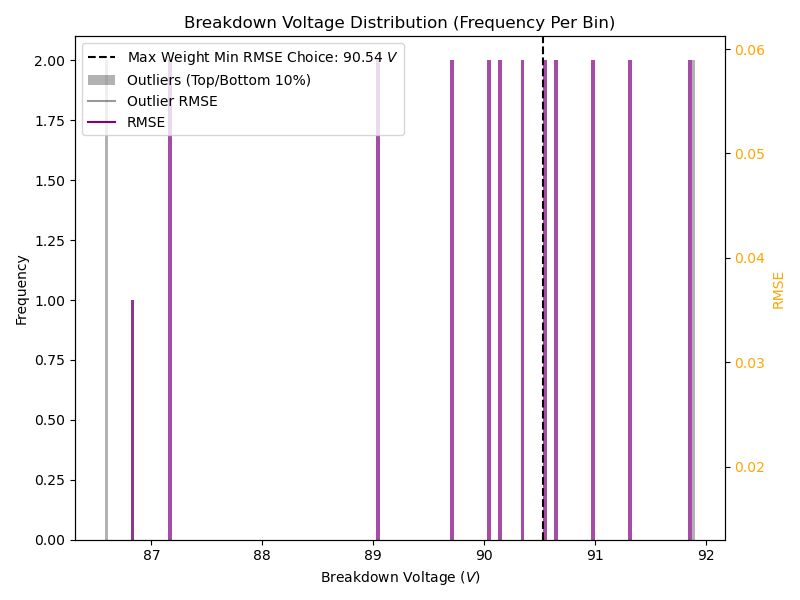 Breakdown Voltage Distribution (Frequency Per Bin)
Max Weight Min RMSE Choice: 90.54 V
Outliers (Top/Bottom 10%)
Outlier RMSE
RMSE
2.00
1.75
1.50
1.25
1.00
0.75
0.50
0.25
0.00
Frequency
0.06
0.05
0.04
0.03
0.02
RMSE
87
88
89
90
91
92
Breakdown Voltage (V)